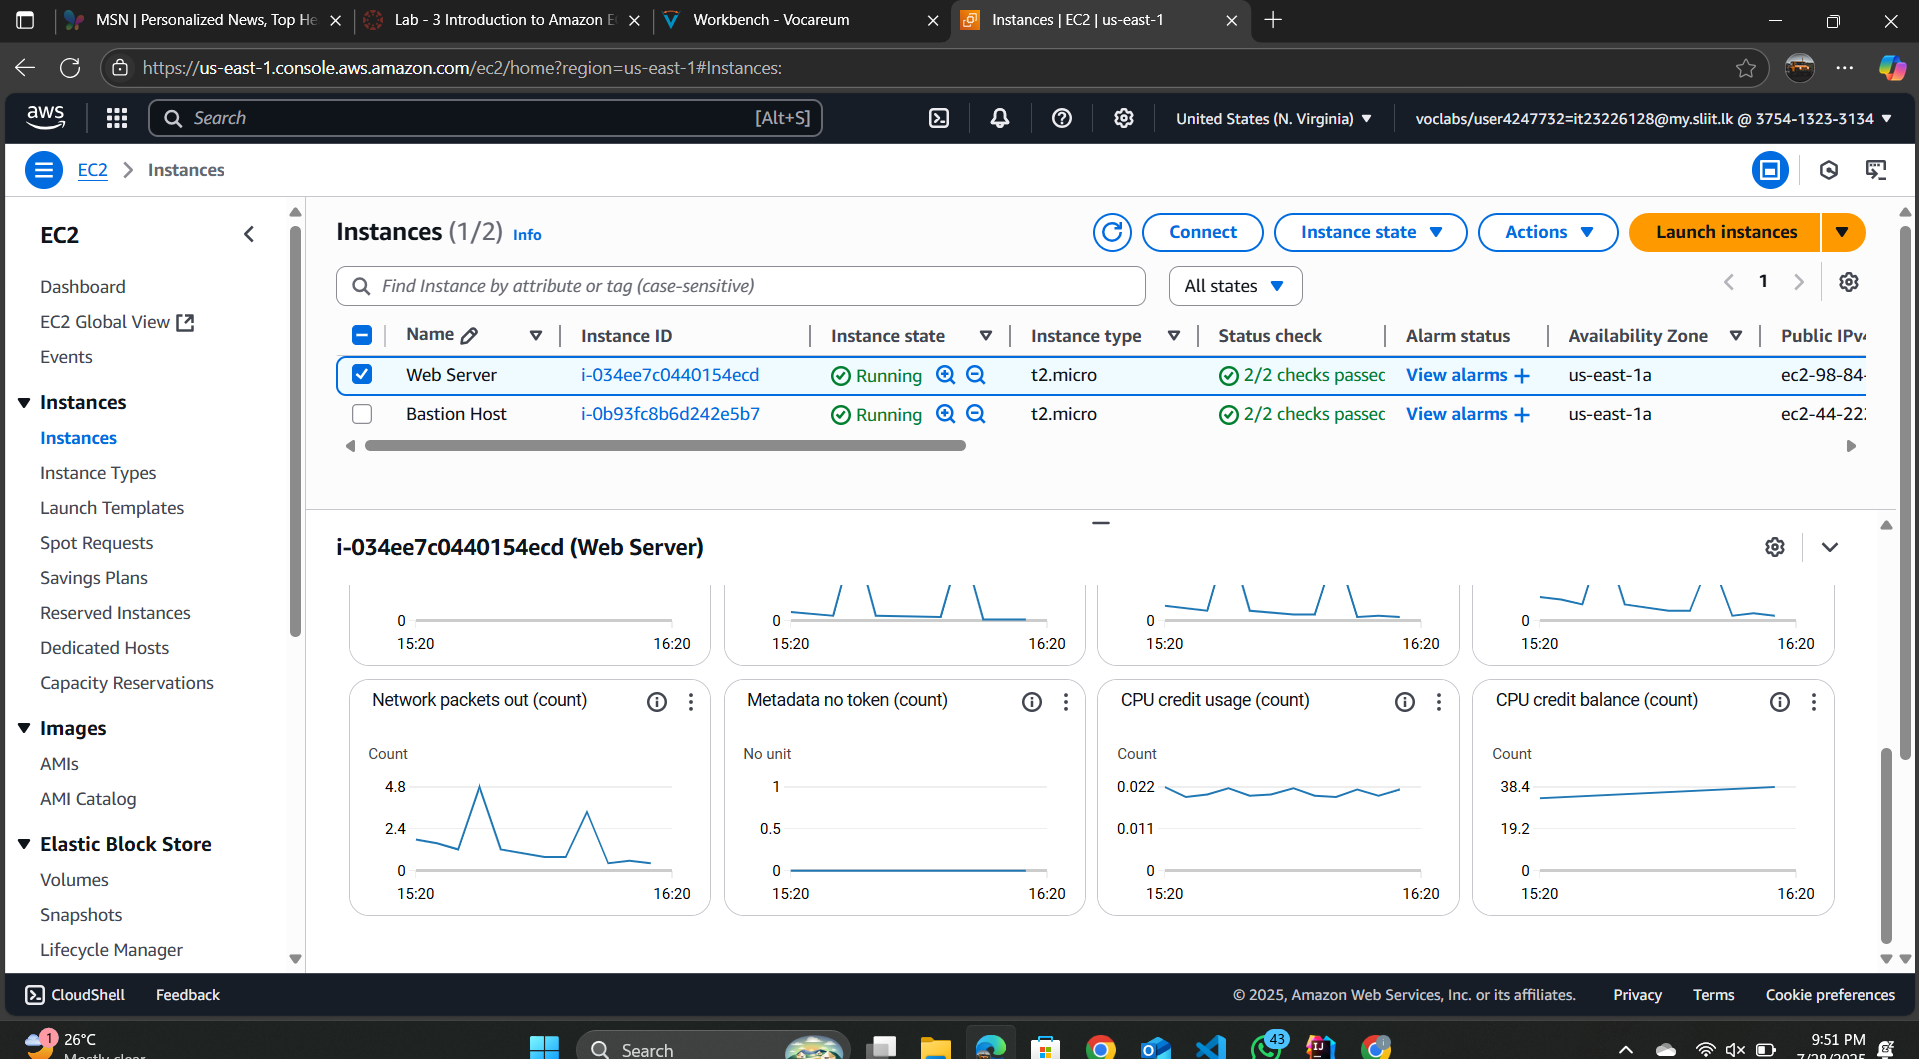 MSN | Personalized News, Top He
Lab - 3 Introduction to Amazon E
Workbench - Vocareum
Instances | EC2 | us-east-1
https://us-east-1.console.aws.amazon.com/ec2/home?region=us-east-1#Instances:
aws
Search
[Alt+S]
United States (N. Virginia)
voclabs/user4247732=it23226128@my.sliit.lk @ 3754-1323-3134
EC2
Instances
EC2
Dashboard
EC2 Global View
Events
Instances
Instances
Instance Types
Launch Templates
Spot Requests
Savings Plans
Reserved Instances
Dedicated Hosts
Capacity Reservations
Images
AMIs
AMI Catalog
Elastic Block Store
Volumes
Snapshots
Lifecycle Manager
Instances (1/2) Info
Connect
Instance state
Actions
Launch instances
Find Instance by attribute or tag (case-sensitive)
All states
1
Name Instance ID Instance state Instance type Status check Alarm status Availability Zone Public IPv4
Web Server i-034ee7c0440154ecd Running t2.micro 2/2 checks passec View alarms + us-east-1a ec2-98-84-
Bastion Host i-0b93fc8b6d242e5b7 Running t2.micro 2/2 checks passec View alarms + us-east-1a ec2-44-222
i-034ee7c0440154ecd (Web Server)
0 0 0 0
15:20 16:20 15:20 16:20 15:20 16:20 15:20 16:20
Network packets out (count)
Count
4.8
2.4
0
15:20 16:20
Metadata no token (count)
No unit
1
0.5
0
15:20 16:20
CPU credit usage (count)
Count
0.022
0.011
0
15:20 16:20
CPU credit balance (count)
Count
38.4
19.2
0
15:20 16:20
CloudShell
Feedback
© 2025, Amazon Web Services, Inc. or its affiliates.
Privacy
Terms
Cookie preferences
1
26°C
Mostly clear
Search
43
9:51 PM
7/28/2025